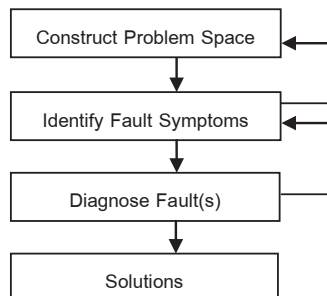 Construct Problem Space
Identify Fault Symptoms
Diagnose Fault(s)
Solutions